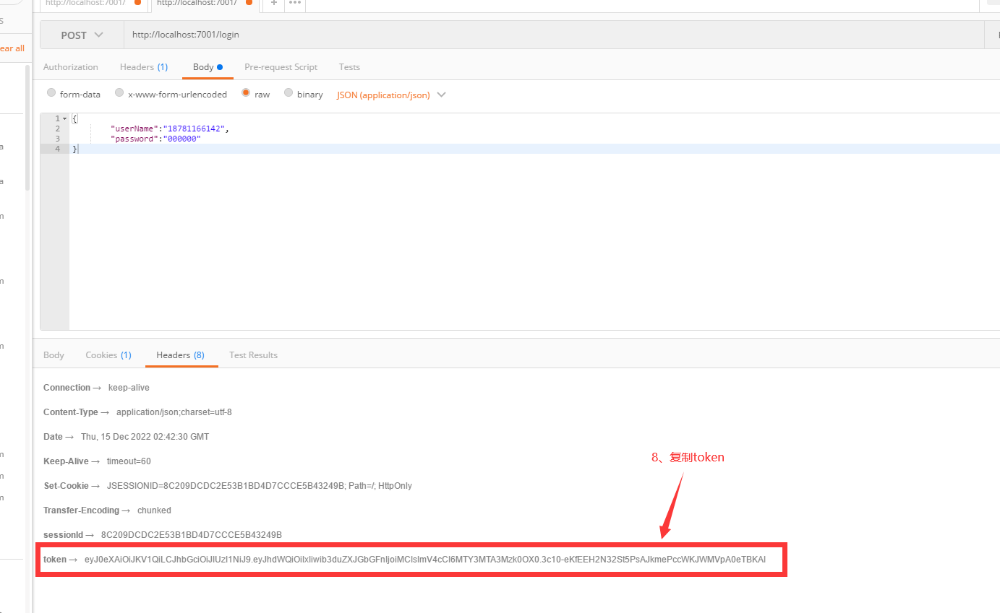 http://localhost:7001/
http://localhost:7001/
+
•••
S
ear all
POST
http://localhost:7001/login
Authorization
Headers (1)
Body
Pre-request Script
Tests
form-data
x-www-form-urlencoded
raw
binary
JSON (application/json)
1 {
2 "userName":"18781166142",
3 "password":"000000"
4 }
a
a
m
m
m
m
m
m
Body
Cookies (1)
Headers (8)
Test Results
Connection → keep-alive
Content-Type → application/json;charset=utf-8
Date → Thu, 15 Dec 2022 02:42:30 GMT
Keep-Alive → timeout=60
8、复制token
Set-Cookie → JSESSIONID=8C209DCDC2E53B1BD4D7CCCE5B43249B; Path=/; HttpOnly
Transfer-Encoding → chunked
sessionId → 8C209DCDC2E53B1BD4D7CCCE5B43249B
token → eyJ0eXAiOiJKV1QiLCJhbGciOiJIUzI1NiJ9.eyJhdWQiOiIxIiwib3duZXJGbGFnIjoiMCIsImV4cCI6MTY3MTA3Mzk0OX0.3c10-eKfEEH2N32St5PsAJkmePccWKJWMVpA0eTBKAI